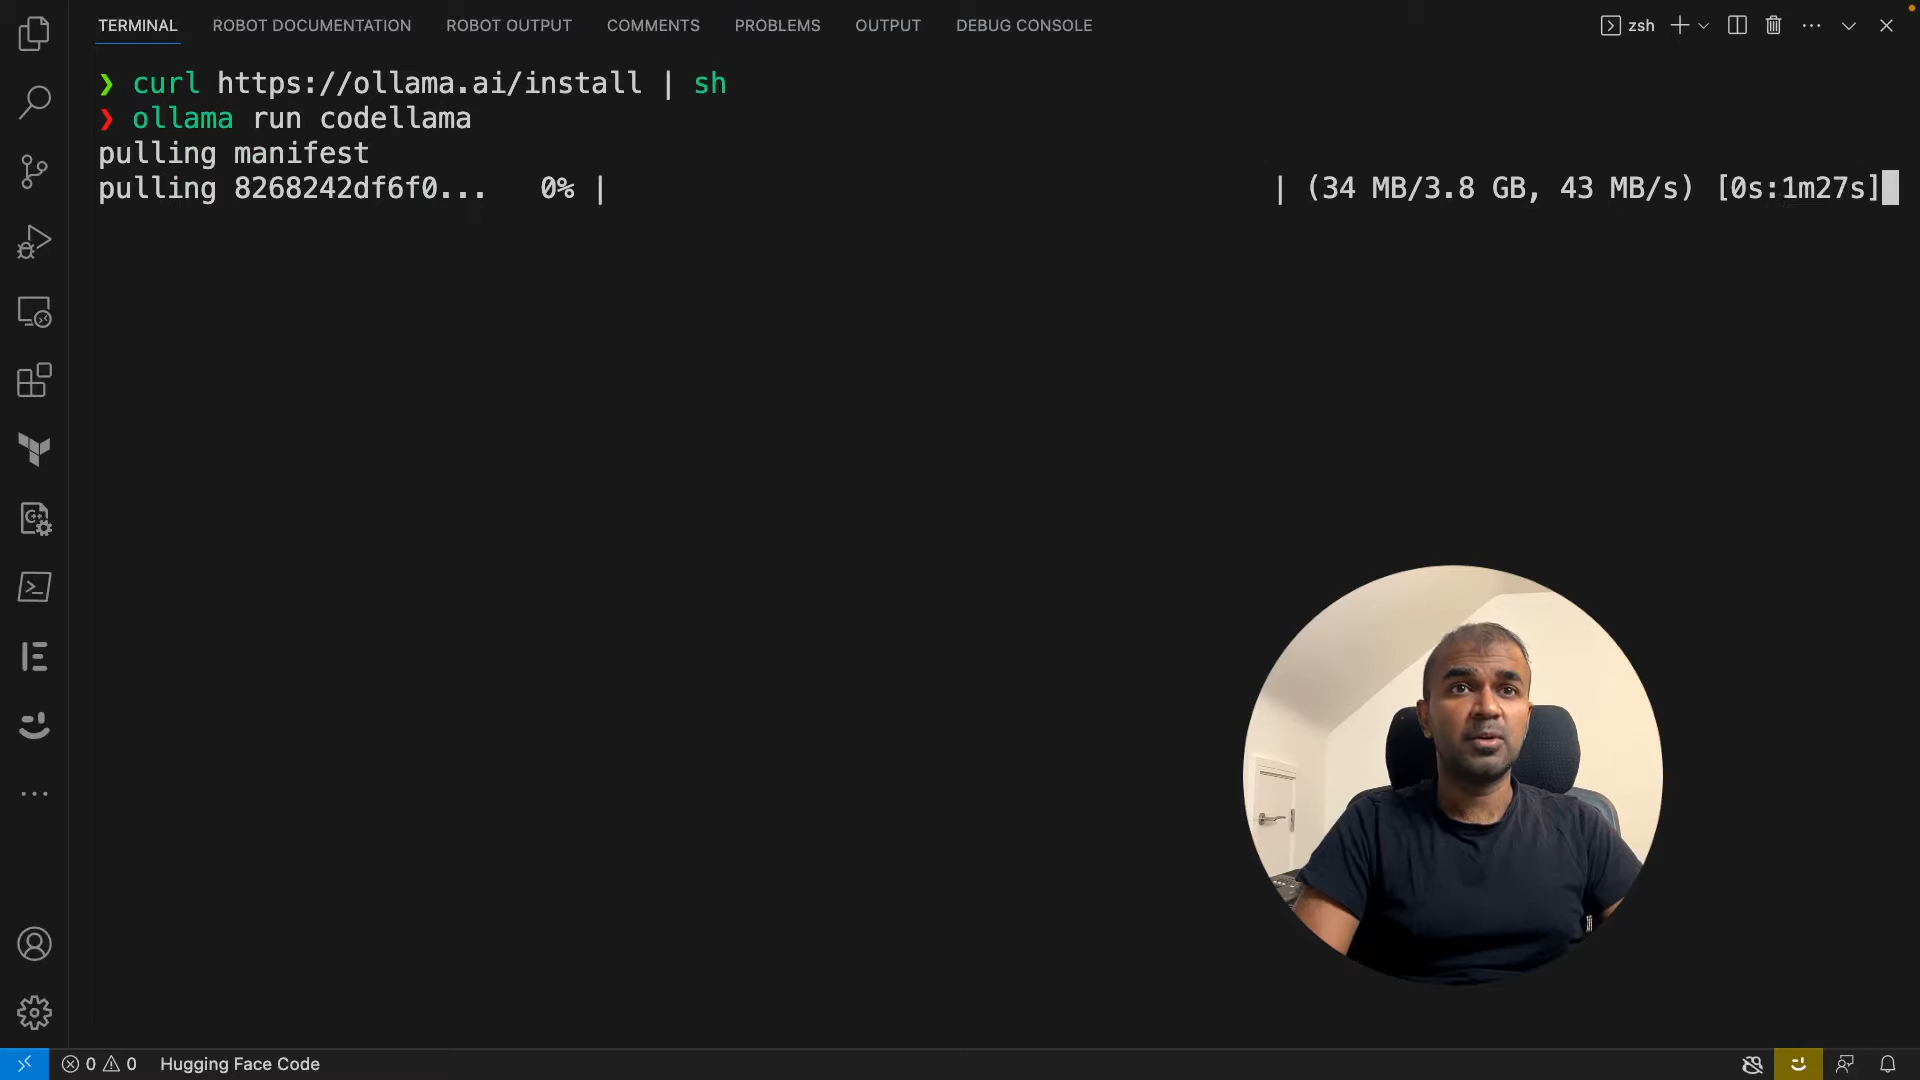 TERMINAL ROBOT DOCUMENTATION ROBOT OUTPUT COMMENTS PROBLEMS OUTPUT DEBUG CONSOLE zsh
❯ curl https://ollama.ai/install | sh
❯ ollama run codellama
pulling manifest
pulling 8268242df6f0...   0% | | (34 MB/3.8 GB, 43 MB/s) [0s:1m27s]
0 0 Hugging Face Code